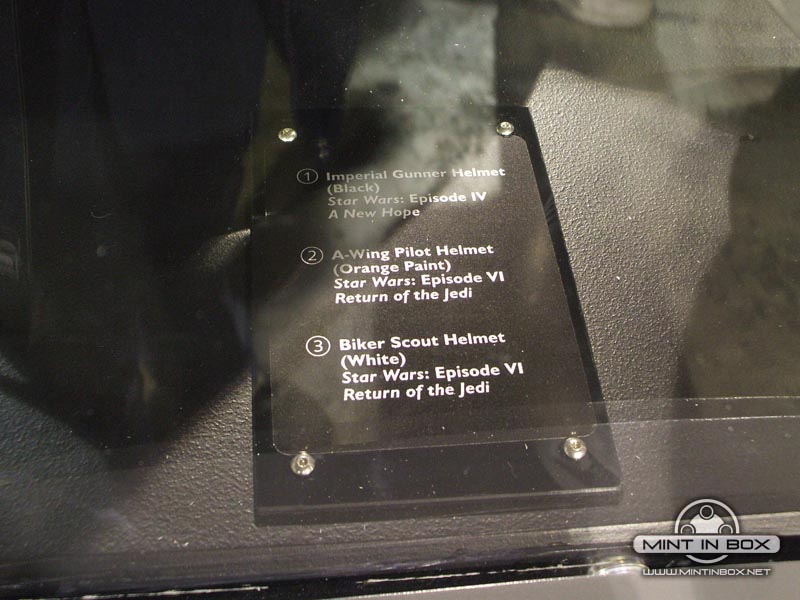 1 Imperial Gunner Helmet
(Black)
Star Wars: Episode IV
A New Hope
2 A-Wing Pilot Helmet
(Orange Paint)
Star Wars: Episode VI
Return of the Jedi
3 Biker Scout Helmet
(White)
Star Wars: Episode VI
Return of the Jedi
MINT IN BOX
WWW.MINTINBOX.NET